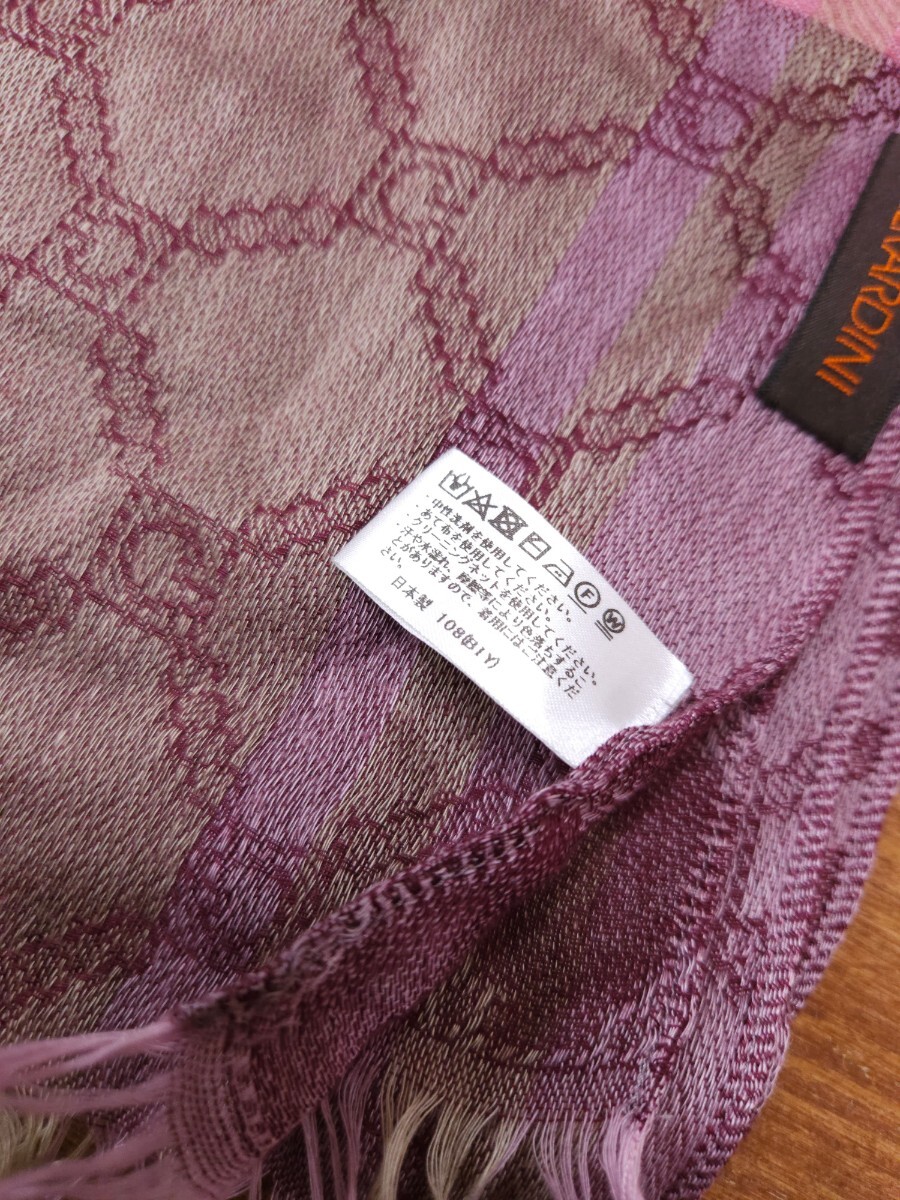 F W
・中性洗剤を使用してください。
・あて布を使用してください。
・クリーニングネットを使用してください。
・汗や水濡れ、摩擦等により色落ちするこ
とがありますので、着用にはご注意くだ
さい。
日本製 108(BIY)
ERARDINI